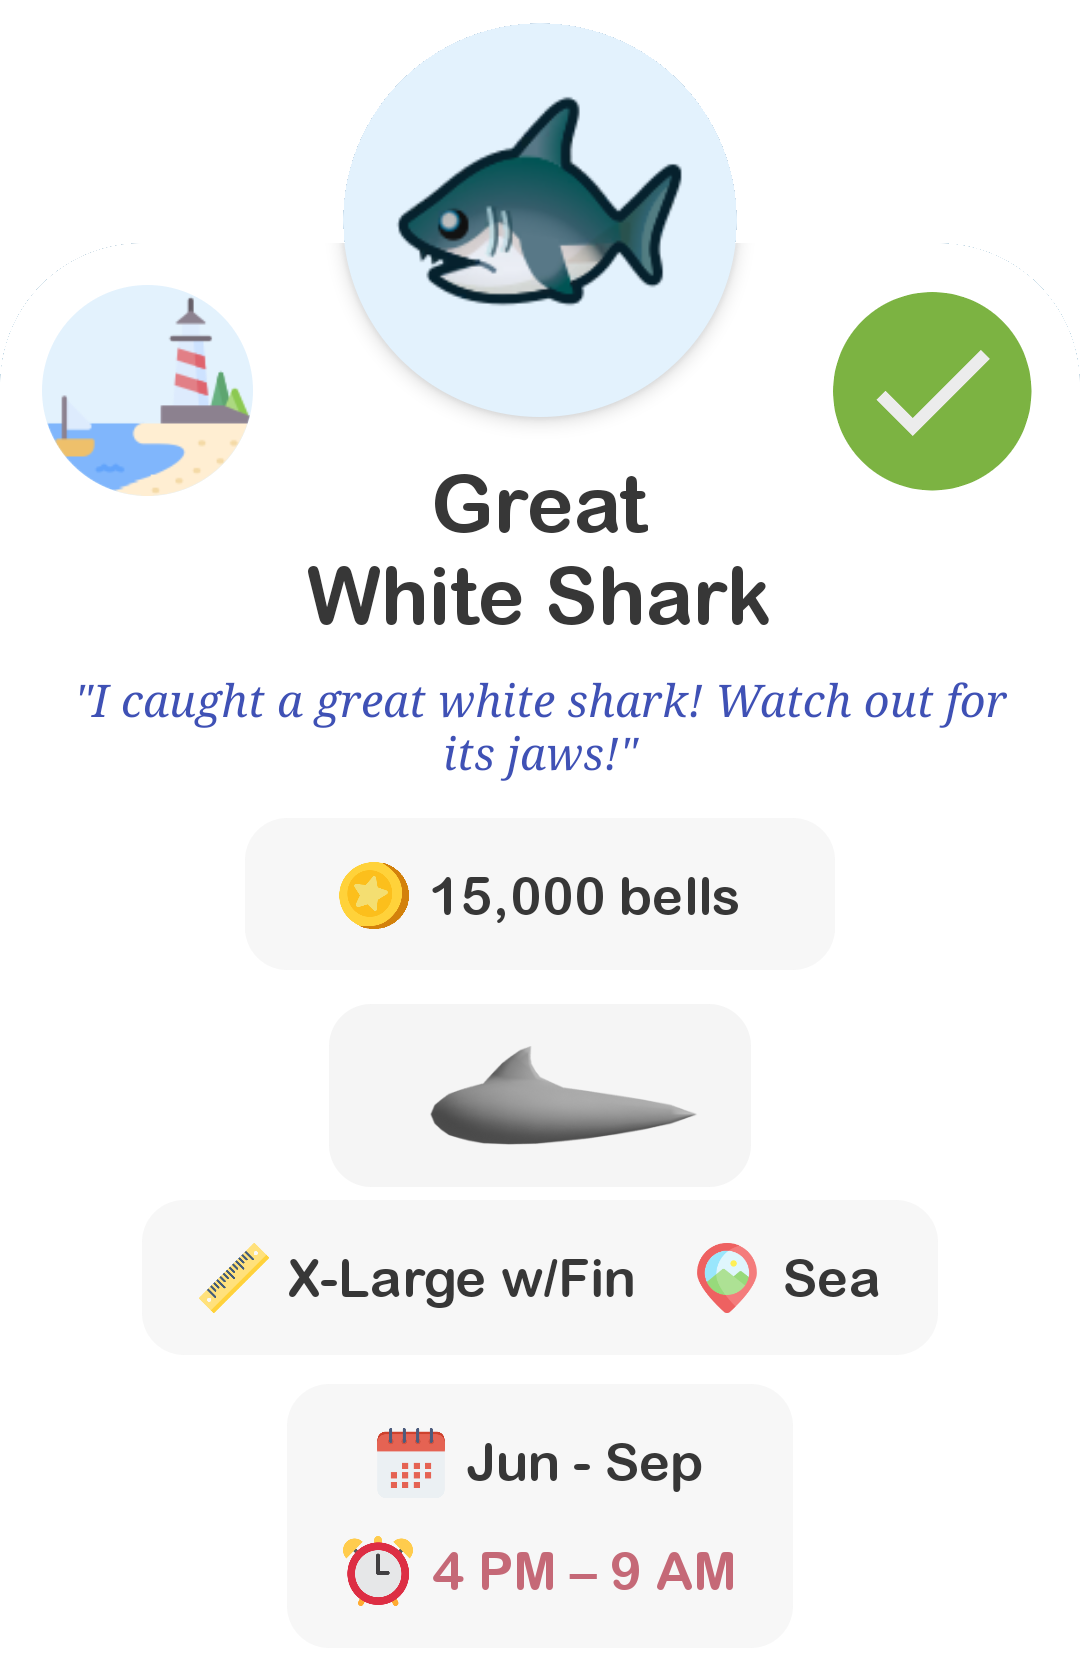 Great
White Shark
"I caught a great white shark! Watch out for
its jaws!"
15,000 bells
X-Large w/Fin Sea
Jun - Sep
4 PM – 9 AM